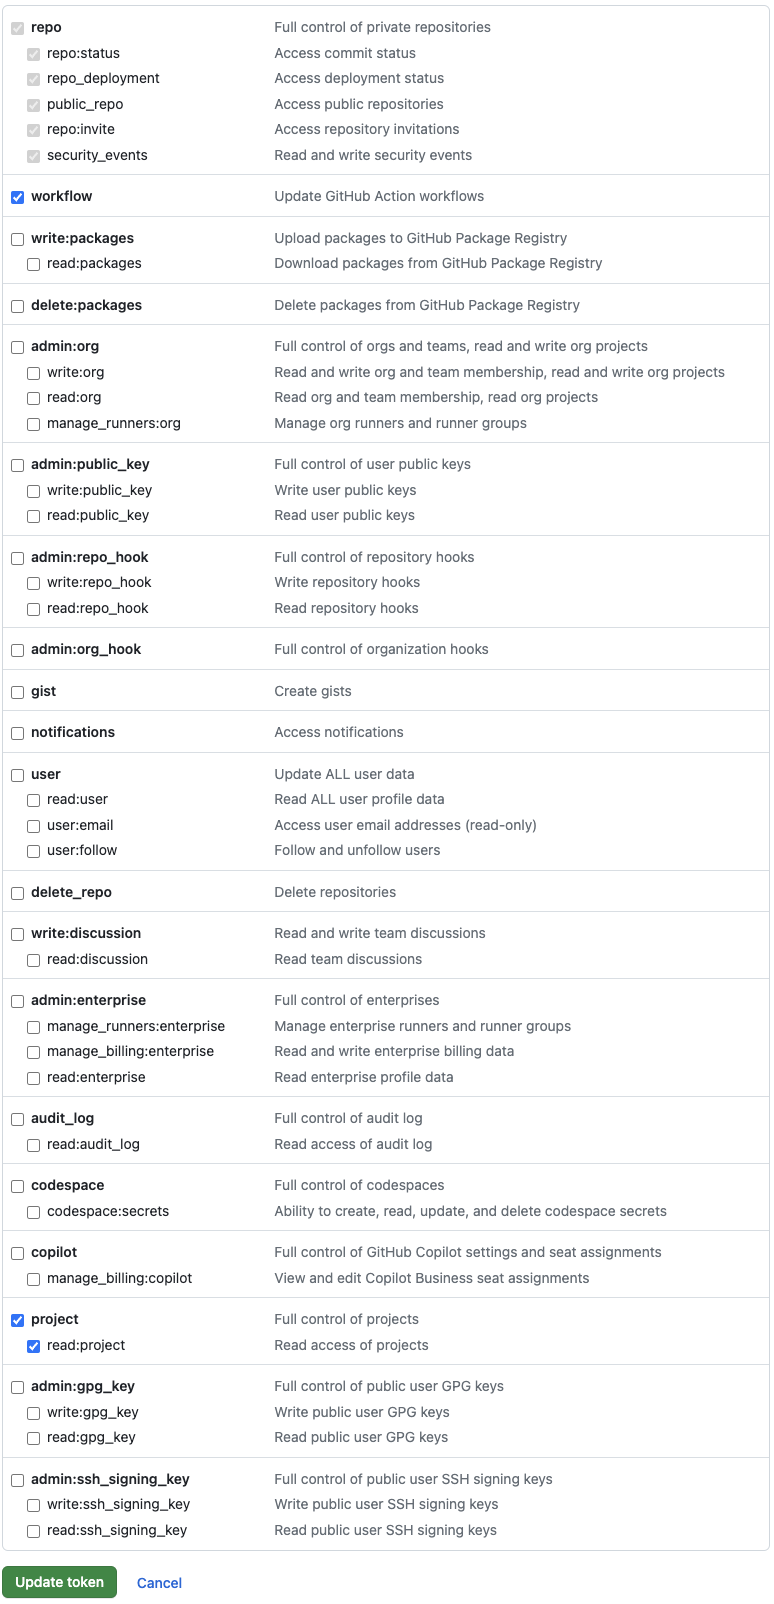 repo Full control of private repositories
repo:status Access commit status
repo_deployment Access deployment status
public_repo Access public repositories
repo:invite Access repository invitations
security_events Read and write security events
workflow Update GitHub Action workflows
write:packages Upload packages to GitHub Package Registry
read:packages Download packages from GitHub Package Registry
delete:packages Delete packages from GitHub Package Registry
admin:org Full control of orgs and teams, read and write org projects
write:org Read and write org and team membership, read and write org projects
read:org Read org and team membership, read org projects
manage_runners:org Manage org runners and runner groups
admin:public_key Full control of user public keys
write:public_key Write user public keys
read:public_key Read user public keys
admin:repo_hook Full control of repository hooks
write:repo_hook Write repository hooks
read:repo_hook Read repository hooks
admin:org_hook Full control of organization hooks
gist Create gists
notifications Access notifications
user Update ALL user data
read:user Read ALL user profile data
user:email Access user email addresses (read-only)
user:follow Follow and unfollow users
delete_repo Delete repositories
write:discussion Read and write team discussions
read:discussion Read team discussions
admin:enterprise Full control of enterprises
manage_runners:enterprise Manage enterprise runners and runner groups
manage_billing:enterprise Read and write enterprise billing data
read:enterprise Read enterprise profile data
audit_log Full control of audit log
read:audit_log Read access of audit log
codespace Full control of codespaces
codespace:secrets Ability to create, read, update, and delete codespace secrets
copilot Full control of GitHub Copilot settings and seat assignments
manage_billing:copilot View and edit Copilot Business seat assignments
project Full control of projects
read:project Read access of projects
admin:gpg_key Full control of public user GPG keys
write:gpg_key Write public user GPG keys
read:gpg_key Read public user GPG keys
admin:ssh_signing_key Full control of public user SSH signing keys
write:ssh_signing_key Write public user SSH signing keys
read:ssh_signing_key Read public user SSH signing keys
Update token Cancel